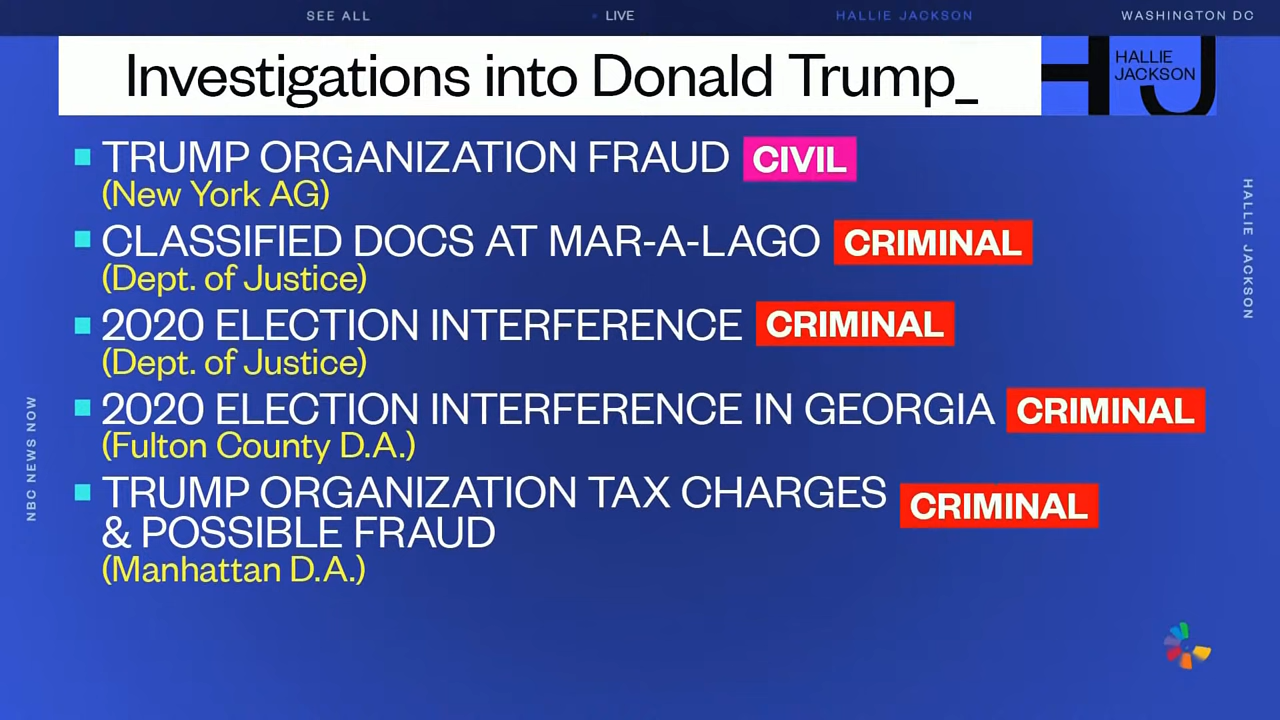 SEE ALL
LIVE
HALLIE JACKSON
WASHINGTON DC
Investigations into Donald Trump_
HJ
HALLIE
JACKSON
TRUMP ORGANIZATION FRAUD CIVIL
(New York AG)
CLASSIFIED DOCS AT MAR-A-LAGO CRIMINAL
(Dept. of Justice)
2020 ELECTION INTERFERENCE CRIMINAL
(Dept. of Justice)
2020 ELECTION INTERFERENCE IN GEORGIA CRIMINAL
(Fulton County D.A.)
TRUMP ORGANIZATION TAX CHARGES CRIMINAL
& POSSIBLE FRAUD
(Manhattan D.A.)
HALLIE JACKSON
NBC NEWS NOW